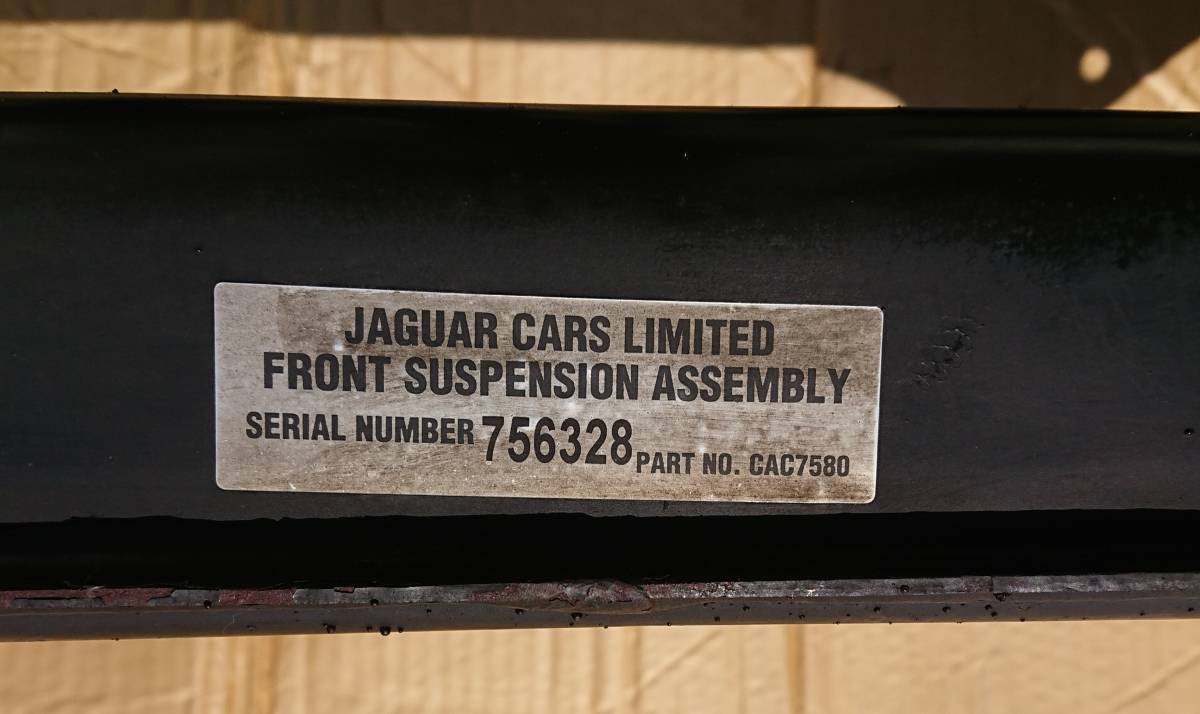 JAGUAR CARS LIMITED
FRONT SUSPENSION ASSEMBLY
SERIAL NUMBER 756328 PART NO. CAC7580